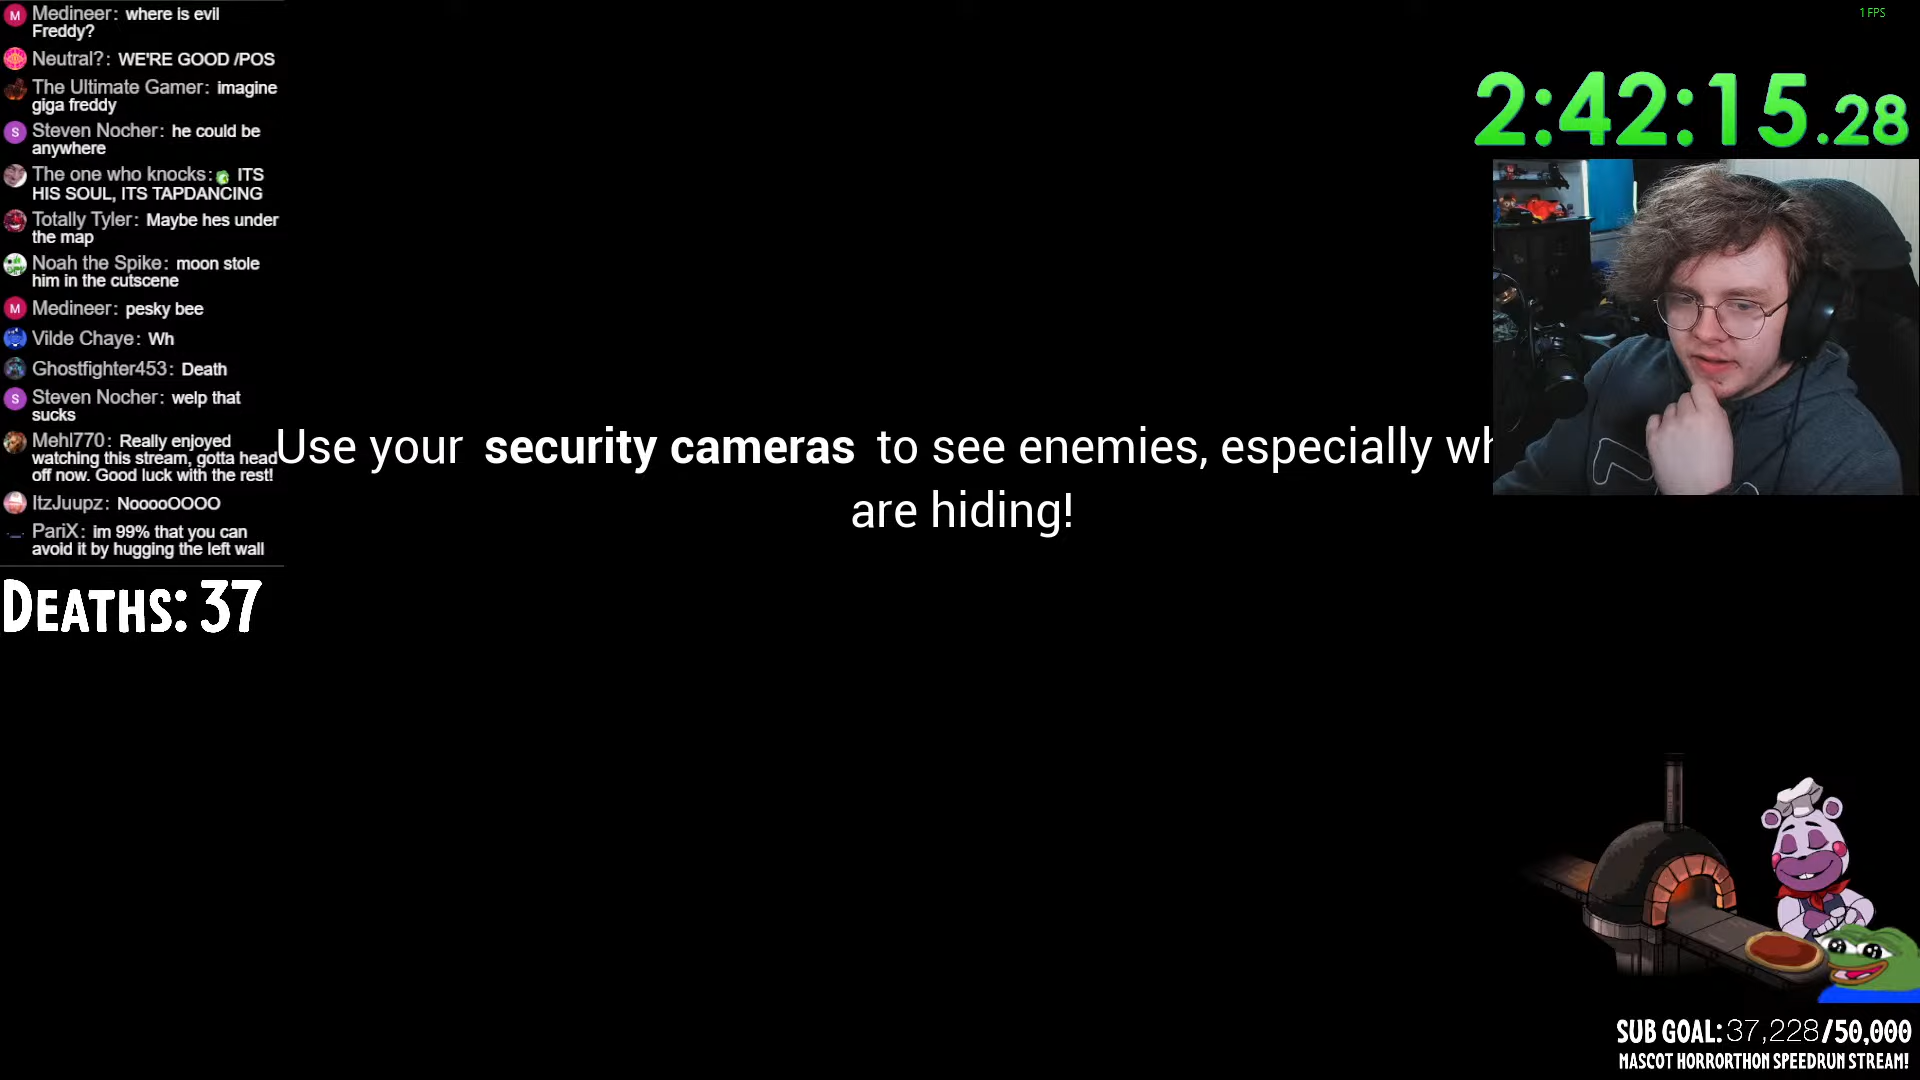 Medineer: where is evil
Freddy?
Neutral?: WE'RE GOOD /POS
The Ultimate Gamer: imagine
giga freddy
Steven Nocher: he could be
anywhere
The one who knocks: ITS
HIS SOUL, ITS TAPDANCING
Totally Tyler: Maybe hes under
the map
Noah the Spike: moon stole
him in the cutscene
Medineer: pesky bee
Vilde Chaye: Wh
Ghostfighter453: Death
Steven Nocher: welp that
sucks
Mehl770: Really enjoyed
watching this stream, gotta head
off now. Good luck with the rest!
ItzJuupz: NooooOOOO
PariX: im 99% that you can
avoid it by hugging the left wall
DEATHS: 37
1 FPS
2:42:15.28
Use your security cameras to see enemies, especially wh
are hiding!
SUB GOAL: 37,228/50,000
MASCOT HORRORTHON SPEEDRUN STREAM!